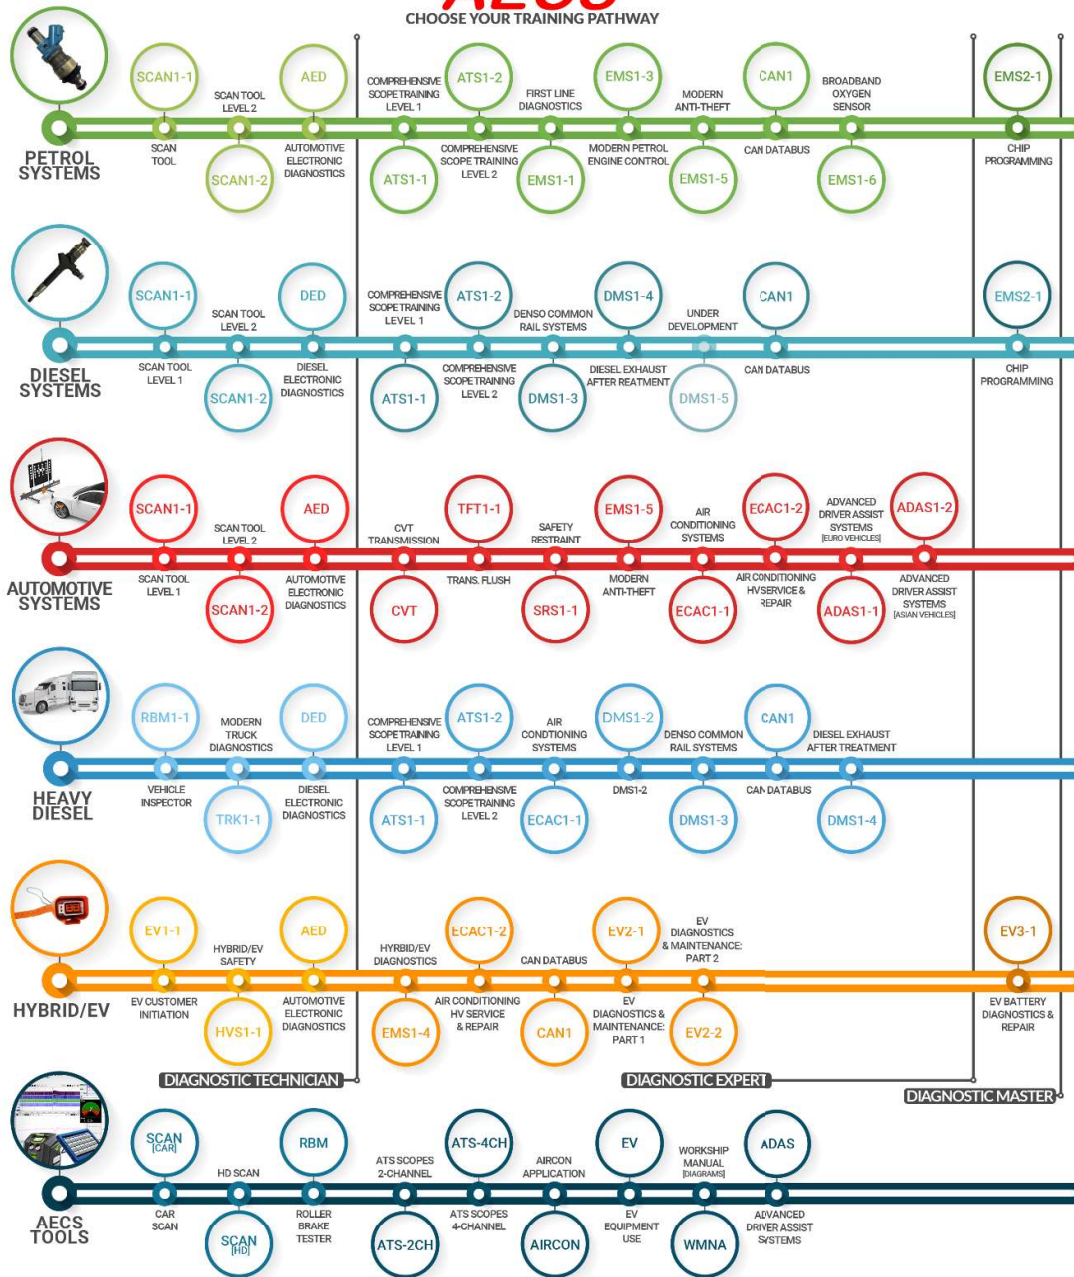 AECS
CHOOSE YOUR TRAINING PATHWAY
PETROL
SYSTEMS
SCAN1-1
SCAN
TOOL
SCAN TOOL
LEVEL 2
SCAN1-2
AED
AUTOMOTIVE
ELECTRONIC
DIAGNOSTICS
COMPREHENSIVE
SCOPE TRAINING
LEVEL 1
ATS1-1
ATS1-2
COMPREHENSIVE
SCOPE TRAINING
LEVEL 2
FIRST LINE
DIAGNOSTICS
EMS1-1
EMS1-3
MODERN PETROL
ENGINE CONTROL
MODERN
ANTI-THEFT
EMS1-5
CAN1
CAN DATABUS
BROADBAND
OXYGEN
SENSOR
EMS1-6
EMS2-1
CHIP
PROGRAMMING
DIESEL
SYSTEMS
SCAN1-1
SCAN TOOL
LEVEL 1
SCAN TOOL
LEVEL 2
SCAN1-2
DED
DIESEL
ELECTRONIC
DIAGNOSTICS
COMPREHENSIVE
SCOPE TRAINING
LEVEL 1
ATS1-1
ATS1-2
COMPREHENSIVE
SCOPE TRAINING
LEVEL 2
DENSO COMMON
RAIL SYSTEMS
DMS1-3
DMS1-4
DIESEL EXHAUST
AFTER REATMENT
UNDER
DEVELOPMENT
DMS1-5
CAN1
CAN DATABUS
EMS2-1
CHIP
PROGRAMMING
AUTOMOTIVE
SYSTEMS
SCAN1-1
SCAN TOOL
LEVEL 1
SCAN TOOL
LEVEL 2
SCAN1-2
AED
AUTOMOTIVE
ELECTRONIC
DIAGNOSTICS
CVT
TRANSMISSION
CVT
TFT1-1
TRANS. FLUSH
SAFETY
RESTRAINT
SRS1-1
EMS1-5
MODERN
ANTI-THEFT
AIR
CONDITIONING
SYSTEMS
ECAC1-1
ECAC1-2
AIR CONDITIONING
HV SERVICE &
REPAIR
ADVANCED
DRIVER ASSIST
SYSTEMS
[EURO VEHICLES]
ADAS1-1
ADAS1-2
ADVANCED
DRIVER ASSIST
SYSTEMS
[ASIAN VEHICLES]
HEAVY
DIESEL
RBM1-1
VEHICLE
INSPECTOR
MODERN
TRUCK
DIAGNOSTICS
TRK1-1
DED
DIESEL
ELECTRONIC
DIAGNOSTICS
COMPREHENSIVE
SCOPE TRAINING
LEVEL 1
ATS1-1
ATS1-2
COMPREHENSIVE
SCOPE TRAINING
LEVEL 2
AIR
CONDTIONING
SYSTEMS
ECAC1-1
DMS1-2
DMS1-2
DENSO COMMON
RAIL SYSTEMS
DMS1-3
CAN1
CAN DATABUS
DIESEL EXHAUST
AFTER TREATMENT
DMS1-4
HYBRID/EV
EV1-1
EV CUSTOMER
INITIATION
HYBRID/EV
SAFETY
HVS1-1
AED
AUTOMOTIVE
ELECTRONIC
DIAGNOSTICS
HYRBID/EV
DIAGNOSTICS
EMS1-4
ECAC1-2
AIR CONDITIONING
HV SERVICE
& REPAIR
CAN DATABUS
CAN1
EV2-1
EV
DIAGNOSTICS &
MAINTENANCE:
PART 1
EV
DIAGNOSTICS
& MAINTENANCE:
PART 2
EV2-2
EV3-1
EV BATTERY
DIAGNOSTICS &
REPAIR
DIAGNOSTIC TECHNICIAN
DIAGNOSTIC EXPERT
DIAGNOSTIC MASTER
AECS
TOOLS
SCAN
[CAR]
CAR
SCAN
HD SCAN
SCAN
[HD]
RBM
ROLLER
BRAKE
TESTER
ATS SCOPES
2-CHANNEL
ATS-2CH
ATS-4CH
ATS SCOPES
4-CHANNEL
AIRCON
APPLICATION
AIRCON
EV
EV
EQUIPMENT
USE
WORKSHIP
MANUAL
[DIAGRAMS]
WMNA
ADAS
ADVANCED
DRIVER ASSIST
SYSTEMS